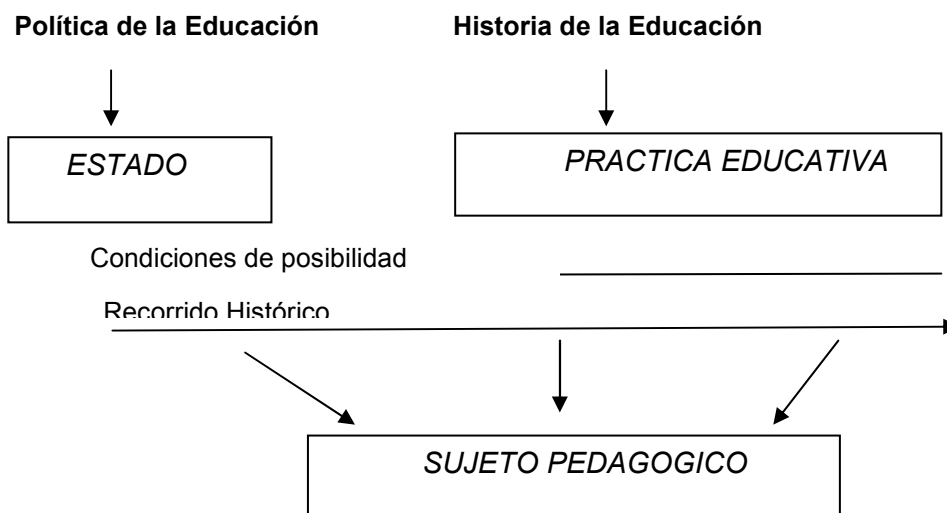 Política de la Educación
Historia de la Educación
ESTADO
PRACTICA EDUCATIVA
Condiciones de posibilidad
Recorrido Histórico
SUJETO PEDAGOGICO